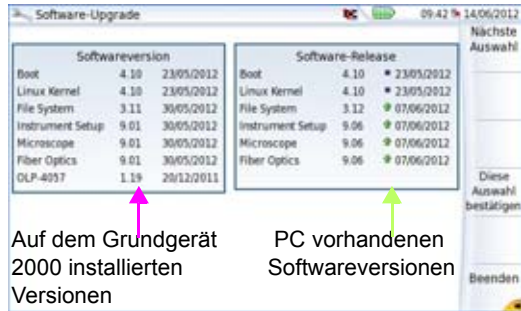 Software-Upgrade 09:42 14/06/2012
Nächste
Auswahl
Softwareversion
Boot 4.10 23/05/2012
Linux Kernel 4.10 23/05/2012
File System 3.11 30/05/2012
Instrument Setup 9.01 30/05/2012
Microscope 9.01 30/05/2012
Fiber Optics 9.01 30/05/2012
OLP-4057 1.19 20/12/2011
Software-Release
Boot 4.10 23/05/2012
Linux Kernel 4.10 23/05/2012
File System 3.12 07/06/2012
Instrument Setup 9.06 07/06/2012
Microscope 9.06 07/06/2012
Fiber Optics 9.06 07/06/2012
Diese
Auswahl
bestätigen
Auf dem Grundgerät
2000 installierten
Versionen
PC vorhandenen
Softwareversionen
Beenden